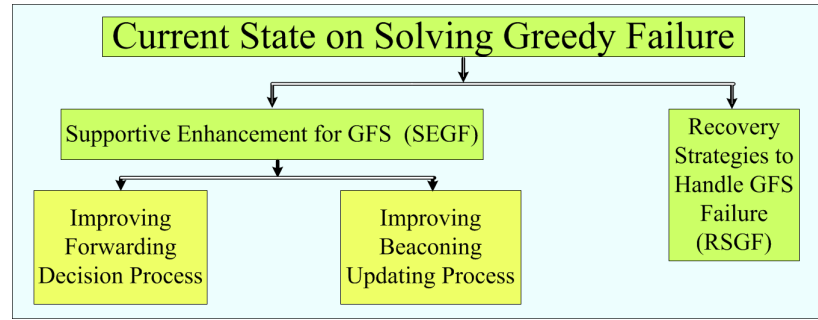 Current State on Solving Greedy Failure
Supportive Enhancement for GFS (SEGF)
Recovery
Strategies to
Handle GFS
Failure
(RSGF)
Improving
Forwarding
Decision Process
Improving
Beaconing
Updating Process